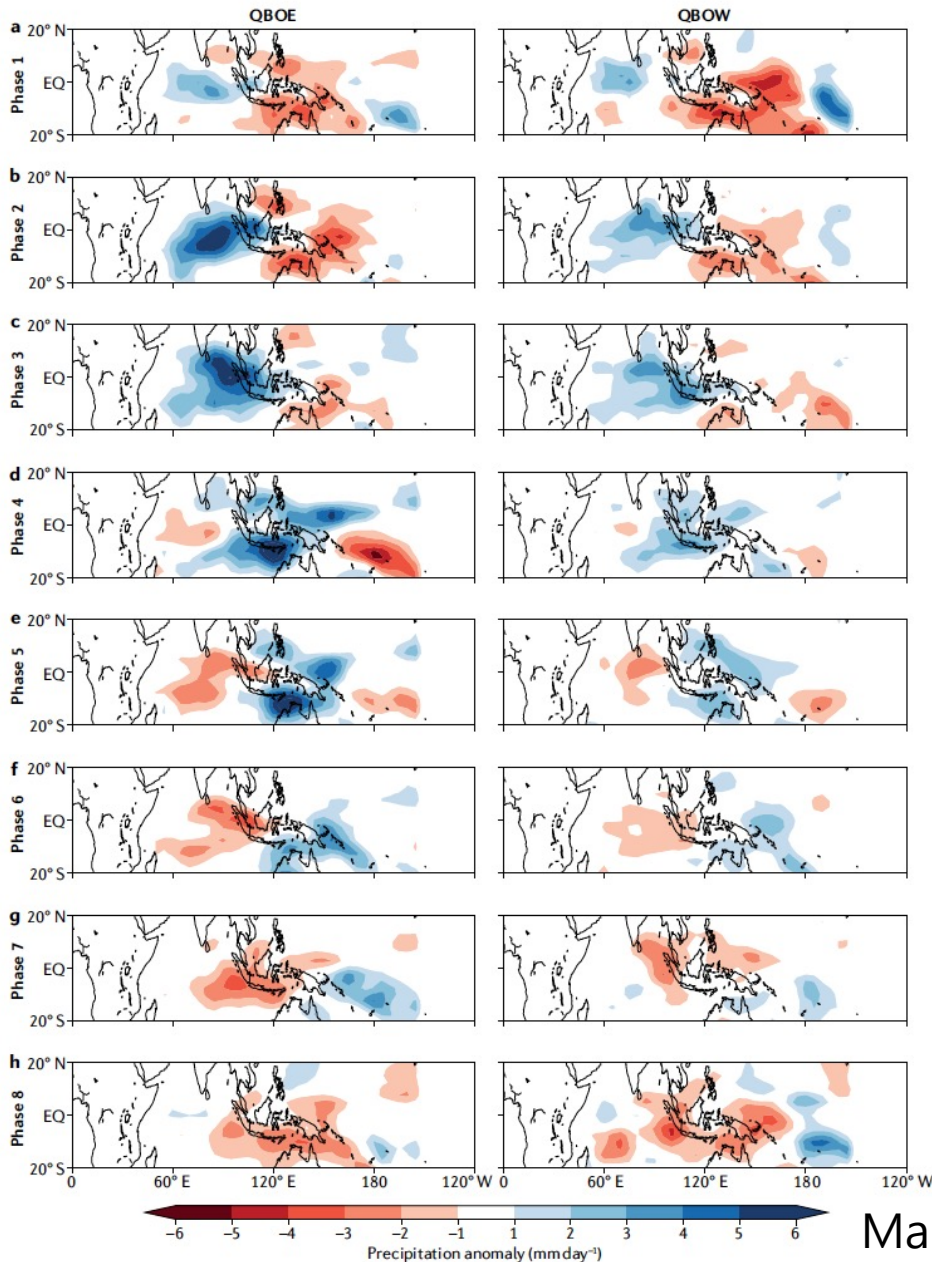 QBOE QBOW
a 20° N
Phase 1
EQ
20° S
b 20° N
Phase 2
EQ
20° S
c 20° N
Phase 3
EQ
20° S
d 20° N
Phase 4
EQ
20° S
e 20° N
Phase 5
EQ
20° S
f 20° N
Phase 6
EQ
20° S
g 20° N
Phase 7
EQ
20° S
h 20° N
Phase 8
EQ
20° S
0 60° E 120° E 180 120° W 0 60° E 120° E 180 120° W
−6 −5 −4 −3 −2 −1 1 2 3 4 5 6
Precipitation anomaly (mm day⁻¹)
Ma